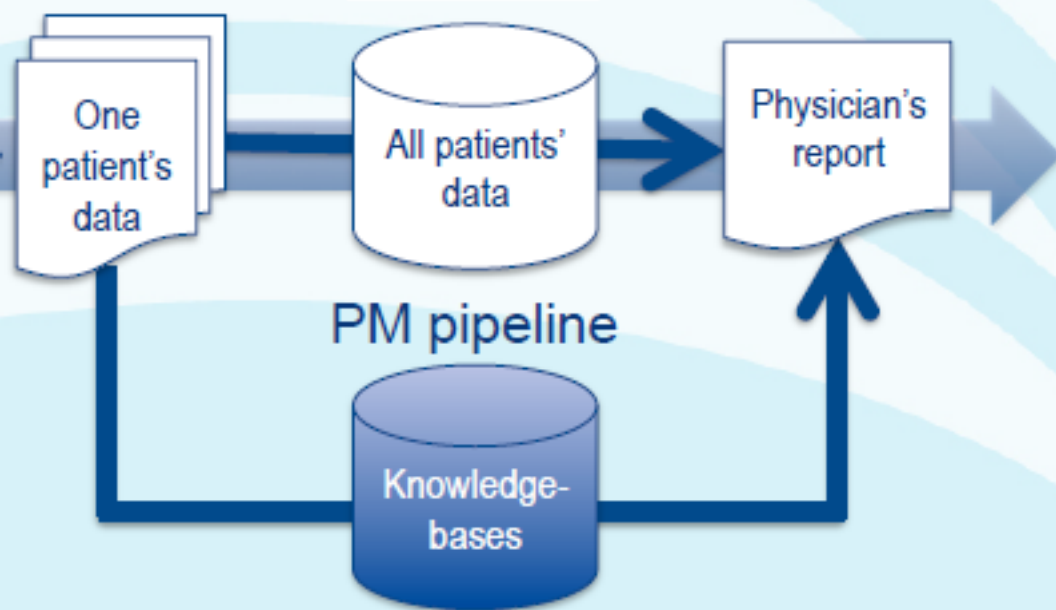 One
patient's
data
All patients'
data
Physician's
report
PM pipeline
Knowledge-
bases